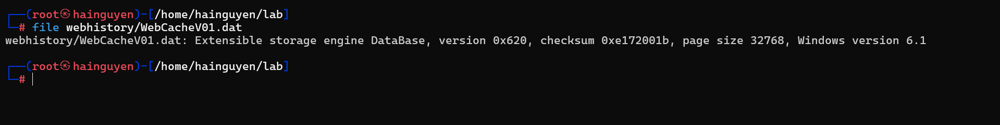 ┌──(root㉿hainguyen)-[/home/hainguyen/lab]
└─# file webhistory/WebCacheV01.dat
webhistory/WebCacheV01.dat: Extensible storage engine DataBase, version 0x620, checksum 0xe172001b, page size 32768, Windows version 6.1
┌──(root㉿hainguyen)-[/home/hainguyen/lab]
└─#